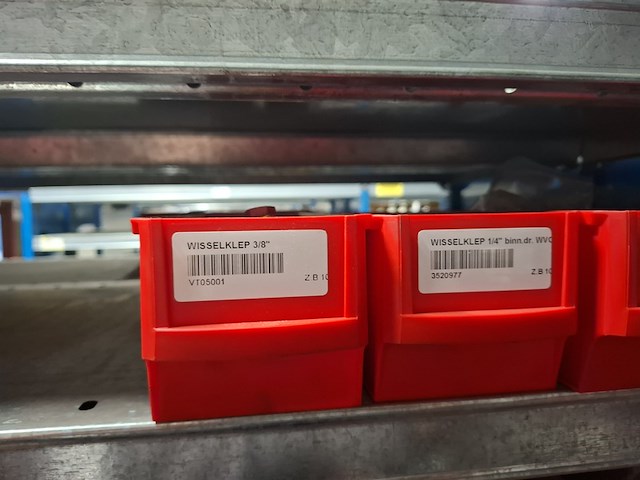 WISSELKLEP 3/8"
VT05001
Z.B 10
WISSELKLEP 1/4" binn.dr. WVC
3520977
Z.B 10